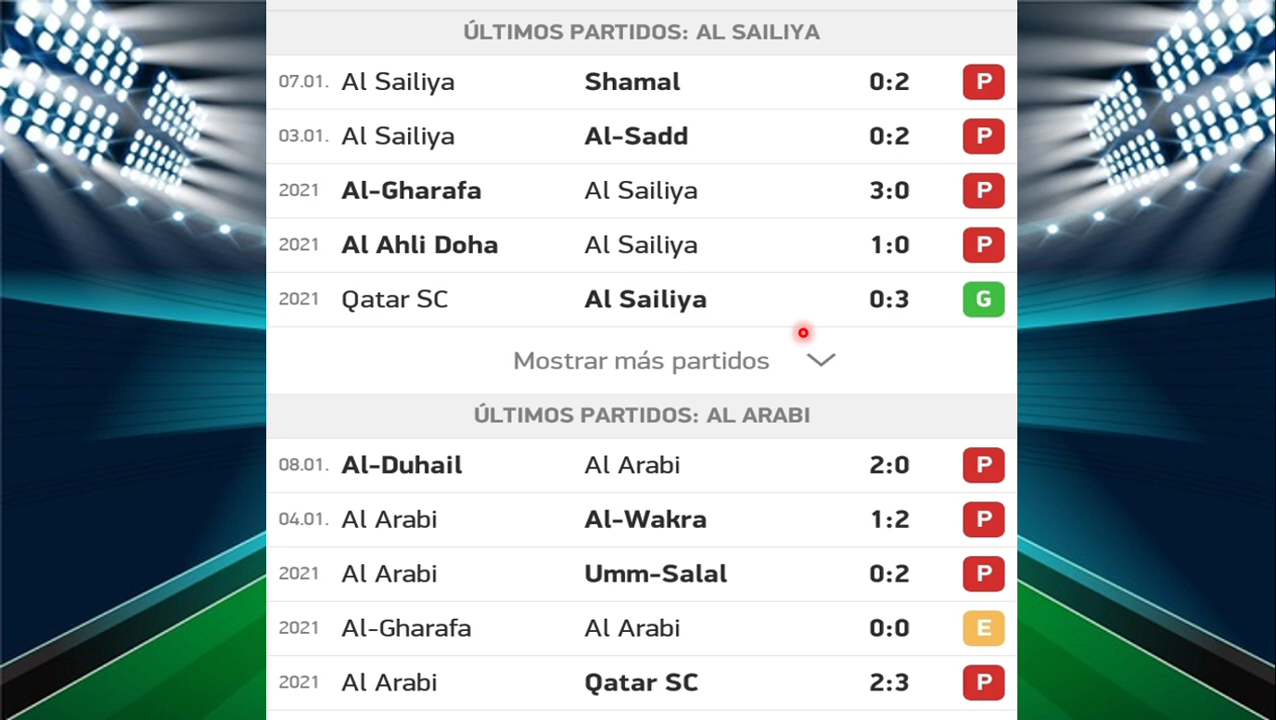 ÚLTIMOS PARTIDOS: AL SAILIYA
07.01. Al Sailiya Shamal 0:2 P
03.01. Al Sailiya Al-Sadd 0:2 P
2021 Al-Gharafa Al Sailiya 3:0 P
2021 Al Ahli Doha Al Sailiya 1:0 P
2021 Qatar SC Al Sailiya 0:3 G
Mostrar más partidos
ÚLTIMOS PARTIDOS: AL ARABI
08.01. Al-Duhail Al Arabi 2:0 P
04.01. Al Arabi Al-Wakra 1:2 P
2021 Al Arabi Umm-Salal 0:2 P
2021 Al-Gharafa Al Arabi 0:0 E
2021 Al Arabi Qatar SC 2:3 P